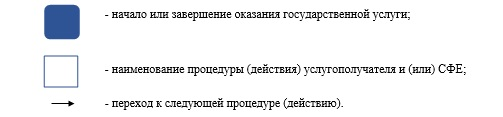 - начало или завершение оказания государственной услуги;
- наименование процедуры (действия) услугополучателя и (или) СФЕ;
- переход к следующей процедуре (действию).